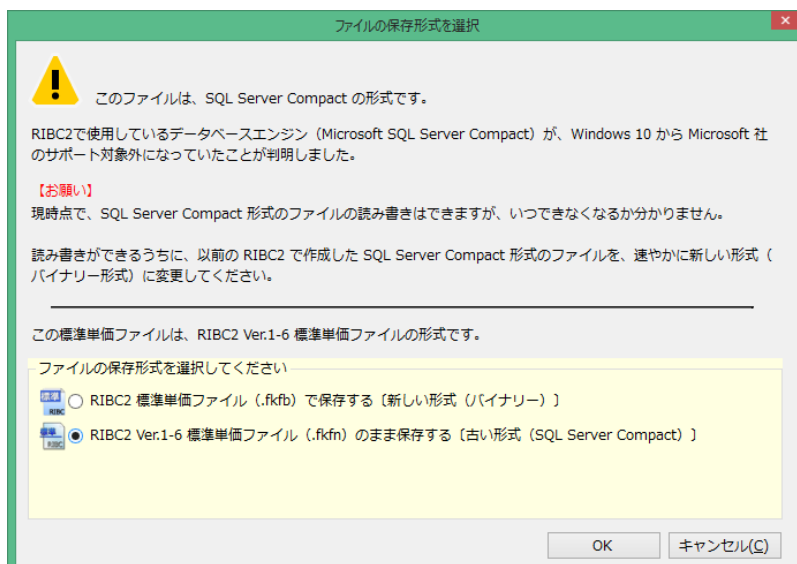 ファイルの保存形式を選択
このファイルは、SQL Server Compact の形式です。
RIBC2で使用しているデータベースエンジン（Microsoft SQL Server Compact）が、Windows 10 から Microsoft 社
のサポート対象外になっていたことが判明しました。
【お願い】
現時点で、SQL Server Compact 形式のファイルの読み書きはできますが、いつできなくなるか分かりません。
読み書きができるうちに、以前の RIBC2 で作成した SQL Server Compact 形式のファイルを、速やかに新しい形式（
バイナリー形式）に変更してください。
この標準単価ファイルは、RIBC2 Ver.1-6 標準単価ファイルの形式です。
ファイルの保存形式を選択してください
標準 RIBC RIBC2 標準単価ファイル（.fkfb）で保存する〔新しい形式（バイナリー）〕
標準 RIBC RIBC2 Ver.1-6 標準単価ファイル（.fkfn）のまま保存する〔古い形式（SQL Server Compact）〕
OK キャンセル(C)